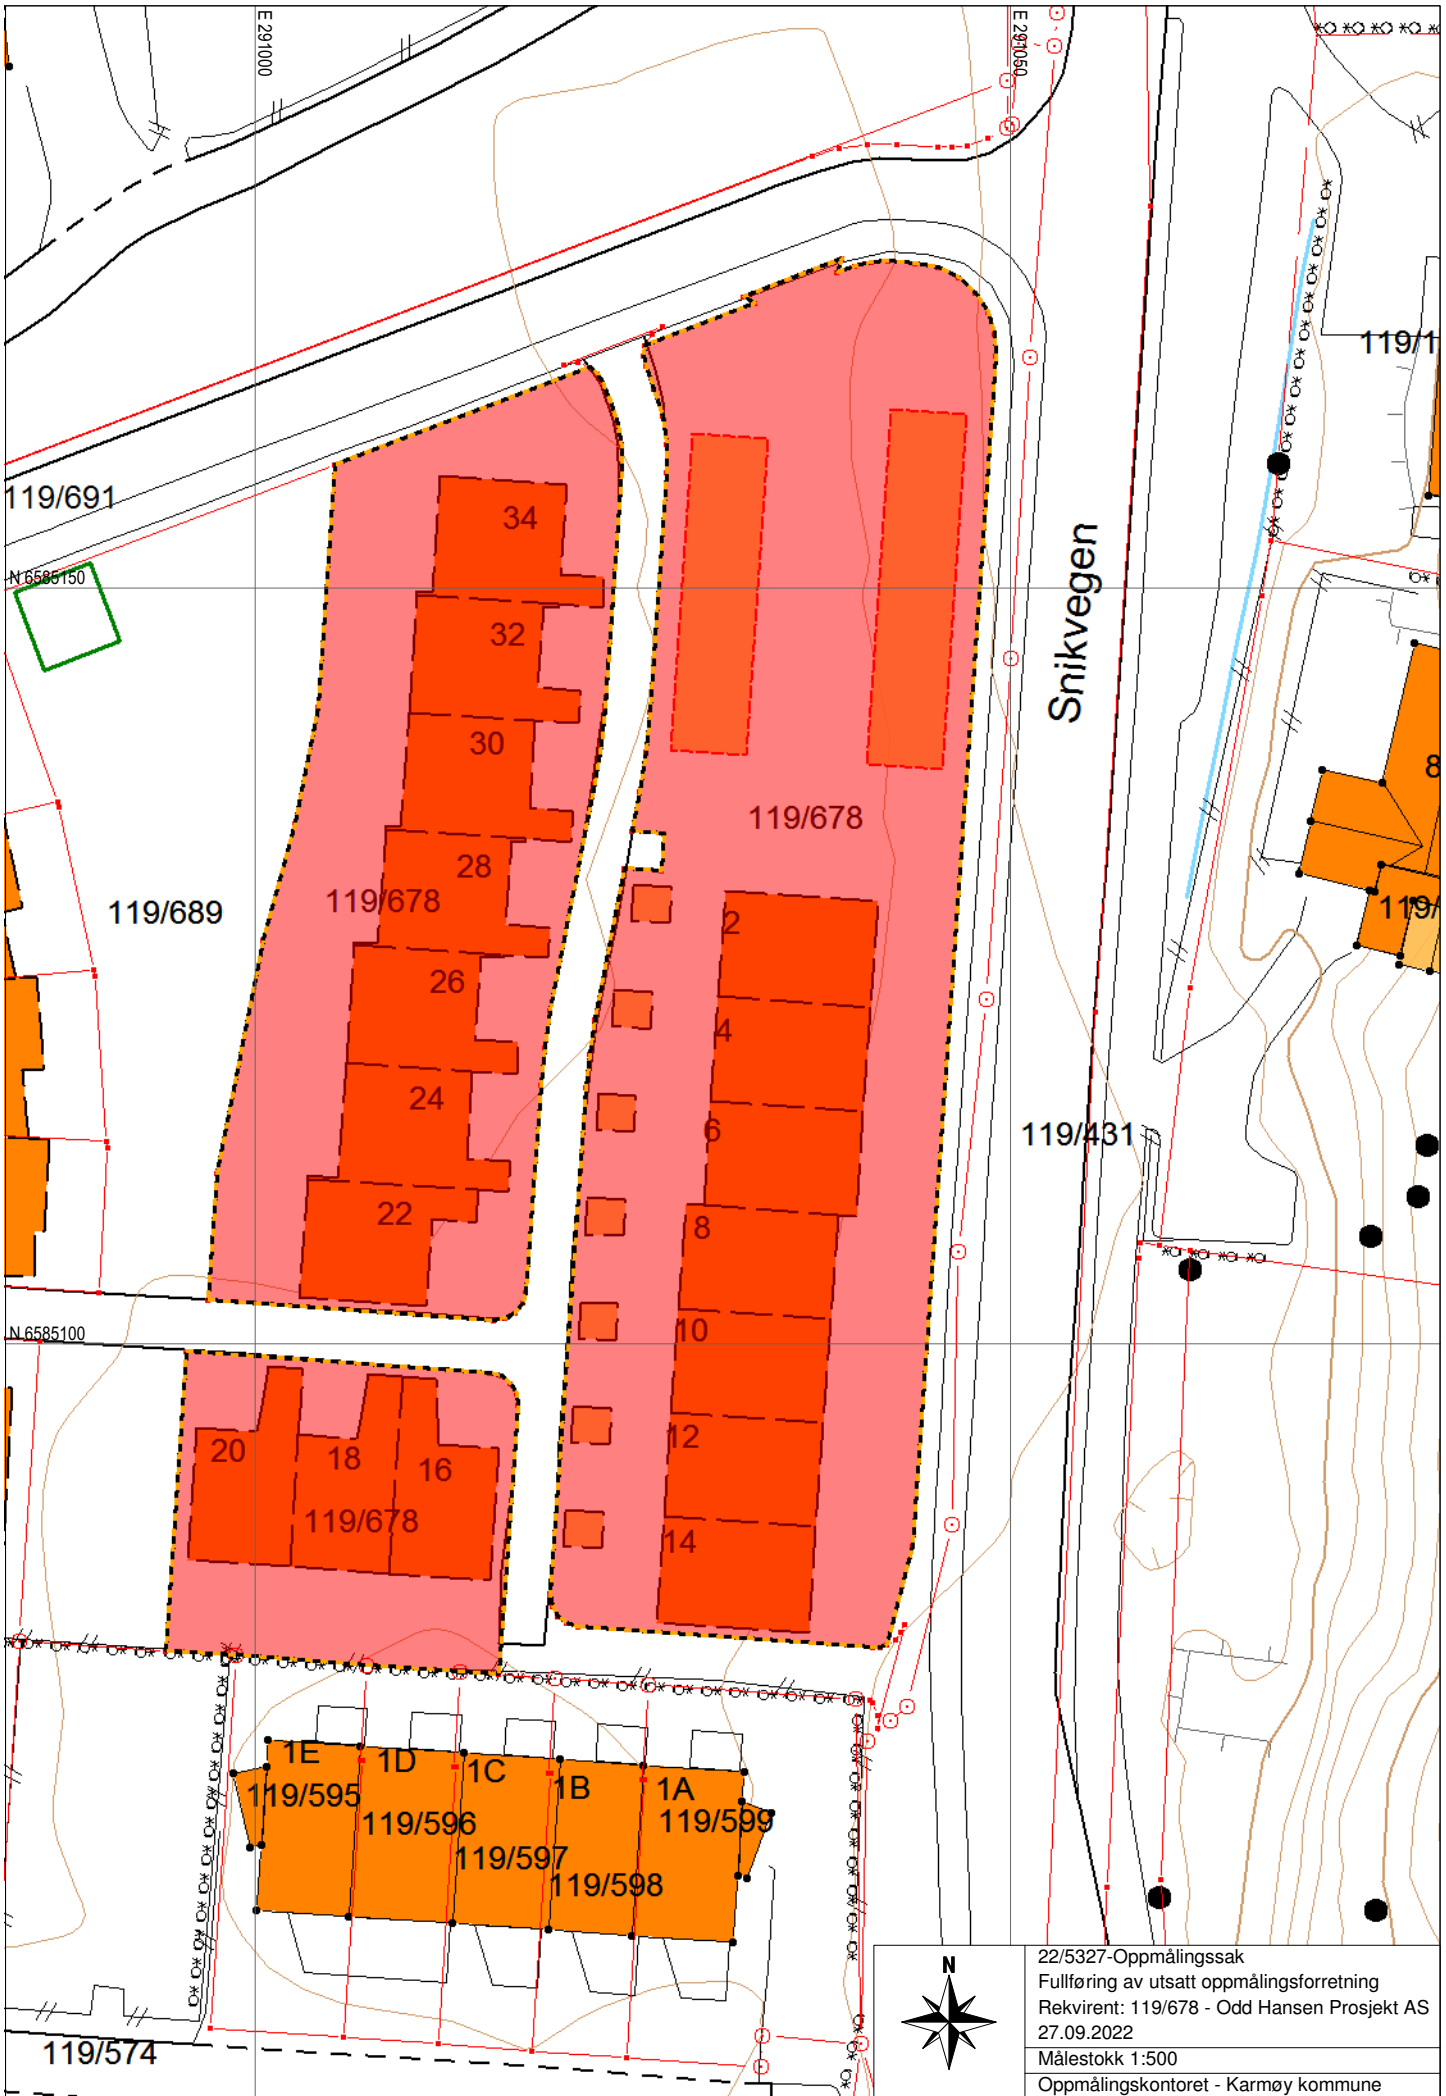 E 291000
E 291050
119/1
119/691
34
N 6585150
32
Snikvegen
30
8
119/678
28
119/678
119/
119/689
2
26
4
24
6
119/431
22
8
N 6585100
10
12
20
18
16
119/678
14
1E
1D
1C
1B
1A
119/595
119/596
119/597
119/598
119/599
119/574
N
22/5327-Oppmålingssak
Fullføring av utsatt oppmålingsforretning
Rekvirent: 119/678 - Odd Hansen Prosjekt AS
27.09.2022
Målestokk 1:500
Oppmålingskontoret - Karmøy kommune